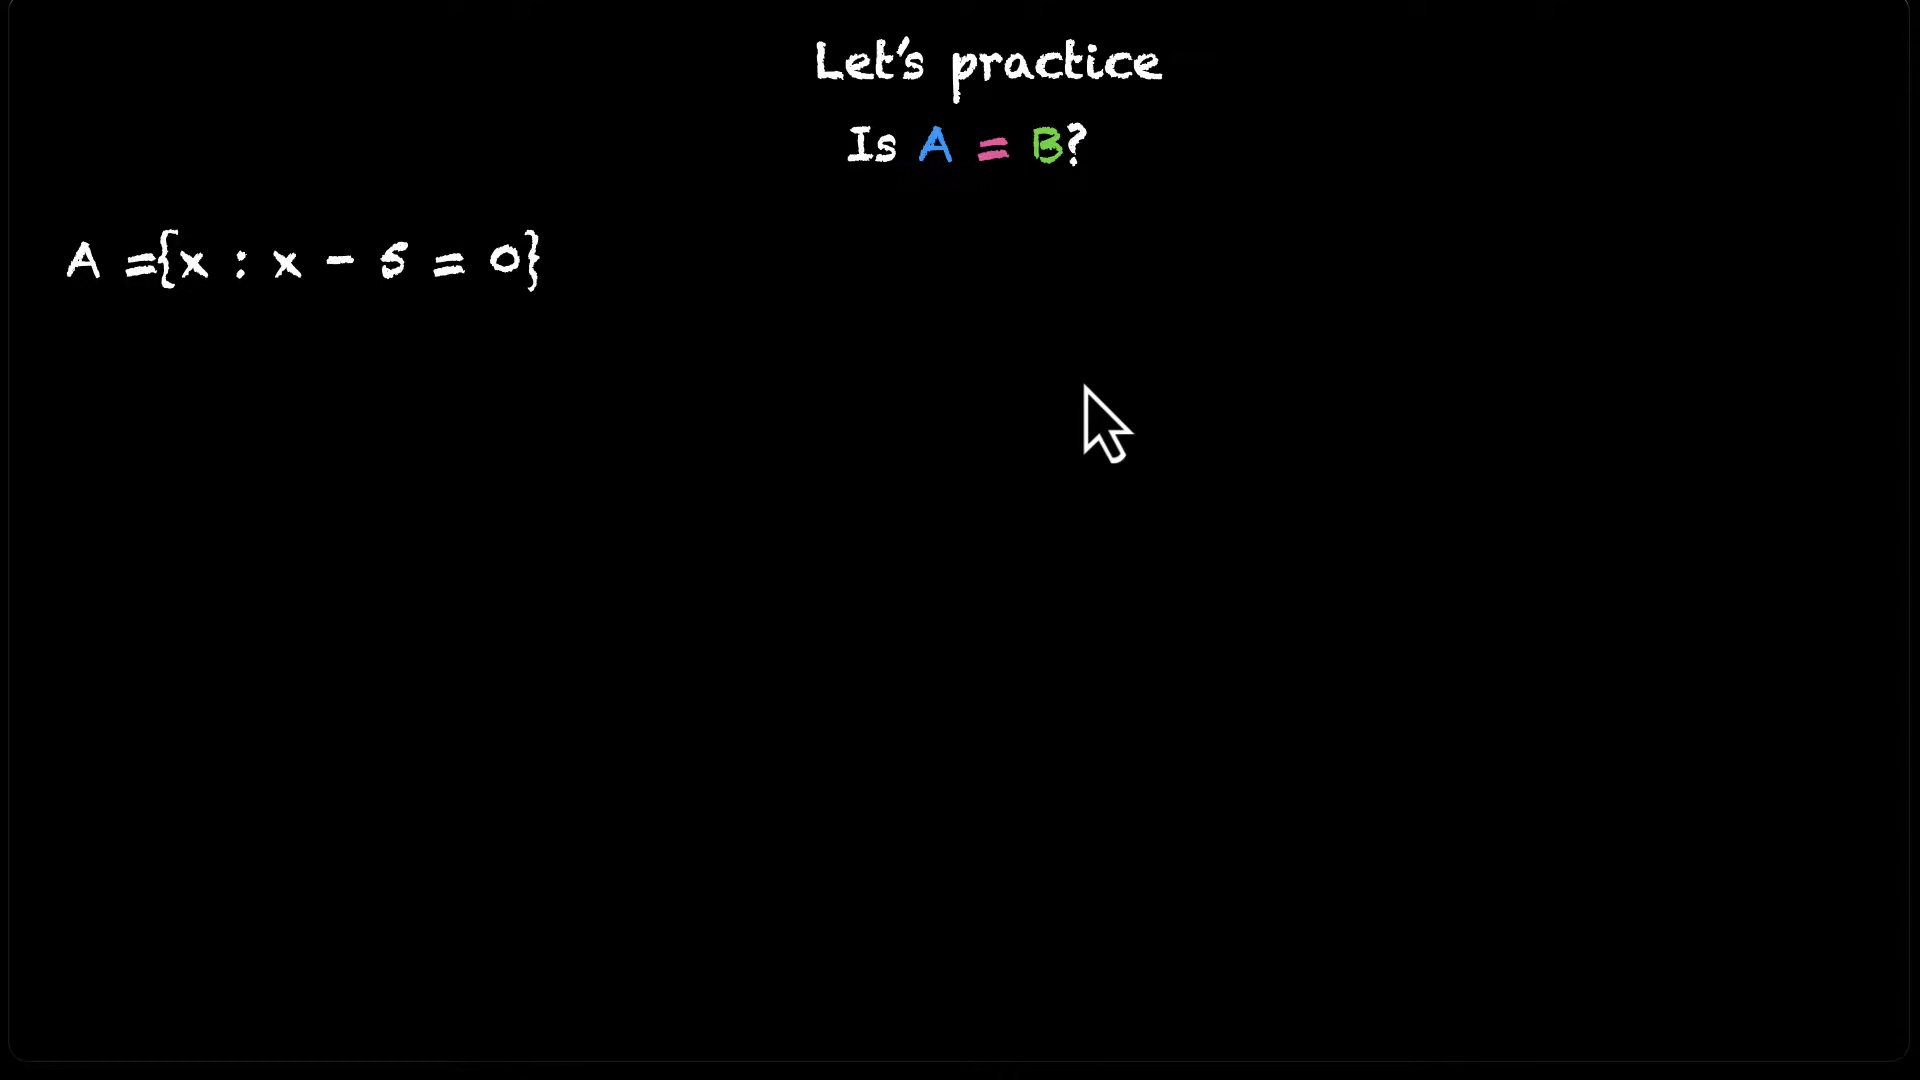 Let's practice
Is A = B?
A ={x : x - 5 = 0}